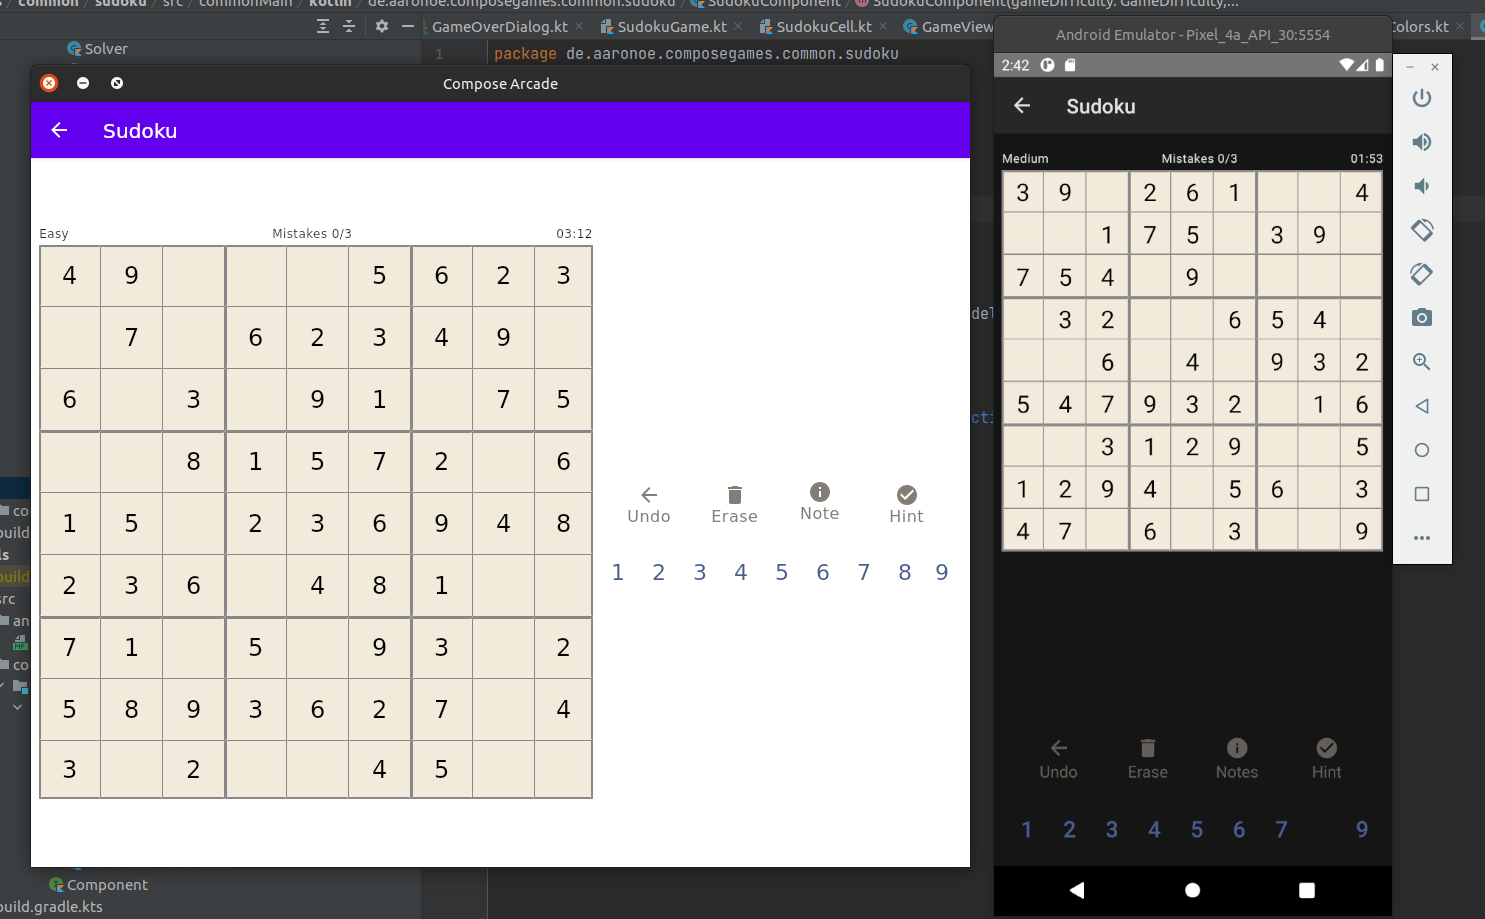 common / sudoku / src / commonMain / kotlin / de.aaronoe.composegames.common.sudoku / SudokuComponent / SudokuComponent(gameDifficulty: GameDifficulty,...
Solver
GameOverDialog.kt SudokuGame.kt SudokuCell.kt GameView Colors.kt
1 package de.aaronoe.composegames.common.sudoku
Compose Arcade
Sudoku
Easy Mistakes 0/3 03:12
4 9 5 6 2 3
7 6 2 3 4 9
6 3 9 1 7 5
8 1 5 7 2 6
1 5 2 3 6 9 4 8
2 3 6 4 8 1
7 1 5 9 3 2
5 8 9 3 6 2 7 4
3 2 4 5
Undo Erase Note Hint
1 2 3 4 5 6 7 8 9
del
cti
co
build
ls
build
src
an
co
Component
build.gradle.kts
Android Emulator - Pixel_4a_API_30:5554
2:42
Sudoku
Medium Mistakes 0/3 01:53
3 9 2 6 1 4
1 7 5 3 9
7 5 4 9
3 2 6 5 4
6 4 9 3 2
5 4 7 9 3 2 1 6
3 1 2 9 5
1 2 9 4 5 6 3
4 7 6 3 9
Undo Erase Notes Hint
1 2 3 4 5 6 7 9